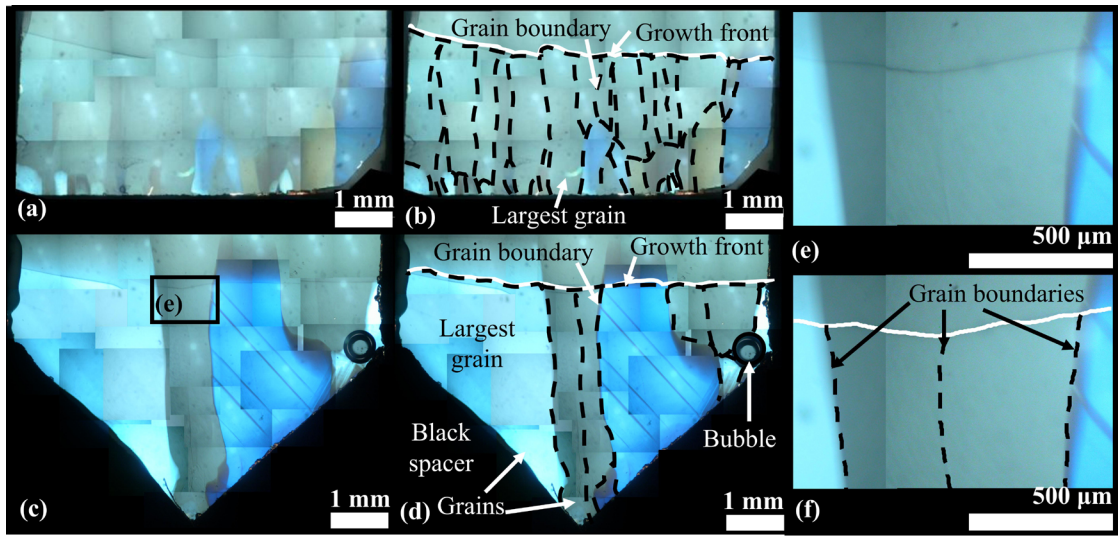 (a)
1 mm
Grain boundary
Growth front
Largest grain
(b)
1 mm
(e)
500 µm
(c)
(e)
1 mm
Grain boundary
Growth front
Largest
grain
Black
spacer
Grains
Bubble
(d)
1 mm
Grain boundaries
(f)
500 µm